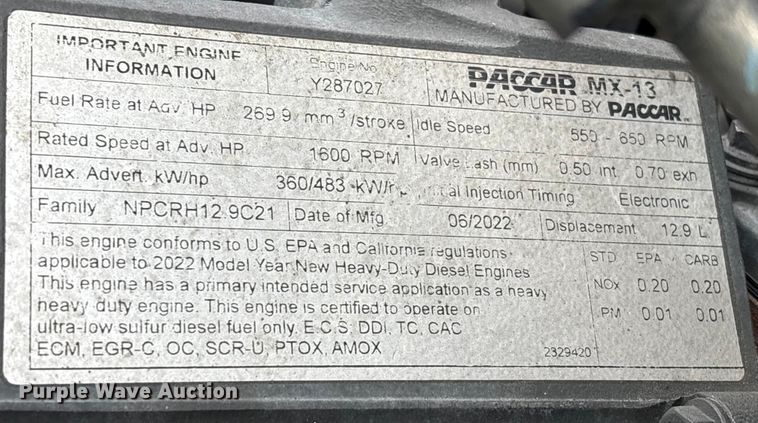 IMPORTANT ENGINE INFORMATION
Engine No. Y287027
PACCAR MX-13
MANUFACTURED BY PACCAR
Fuel Rate at Adv. HP 269.9 mm³/stroke Idle Speed 550 - 650 RPM
Rated Speed at Adv. HP 1600 RPM Valve Lash (mm) 0.50 int. 0.70 exh
Max. Advert. kW/hp 360/483 Injection Timing Electronic
Family NPCRH12.9C21 Date of Mfg 06/2022 Displacement 12.9 L
This engine conforms to U.S. EPA and California regulations
applicable to 2022 Model Year New Heavy-Duty Diesel Engines
This engine has a primary intended service application as a heavy
heavy duty engine. This engine is certified to operate on
ultra-low sulfur diesel fuel only. E.C.S: DDI, TC, CAC
ECM, EGR-C, OC, SCR-U, PTOX, AMOX
STD EPA / CARB
NOx 0.20 0.20
PM 0.01 0.01
2329420
Purple Wave Auction